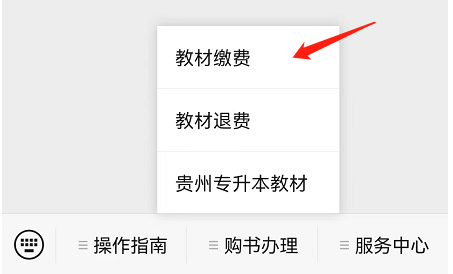 教材缴费
教材退费
贵州专升本教材
操作指南 购书办理 服务中心